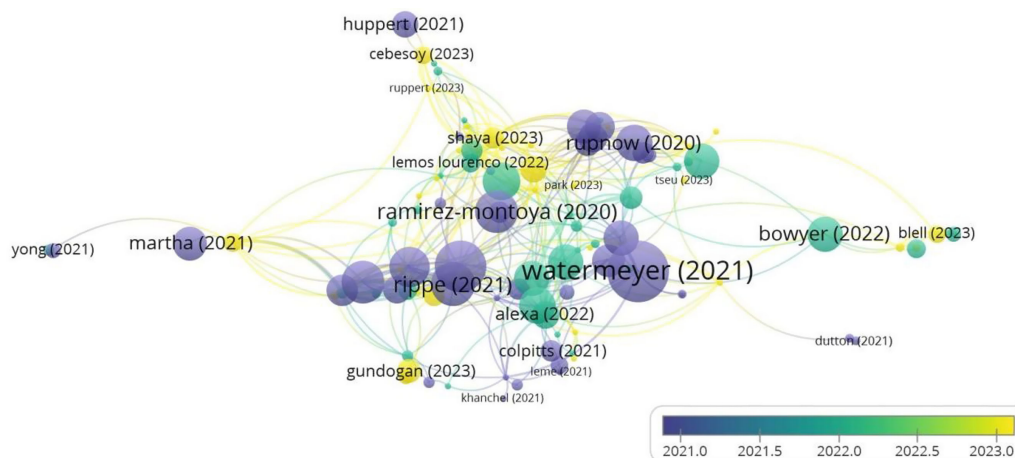 huppert (2021)
cebesoy (2023)
ruppert (2023)
shaya (2023)
rupnow (2020)
lemos lourenco (2022)
park (2023)
tseu (2023)
ramirez-montoya (2020)
yong (2021)
martha (2021)
bowyer (2022)
blell (2023)
watermeyer (2021)
rippe (2021)
alexa (2022)
colpitts (2021)
dutton (2021)
gundogan (2023)
leme (2021)
khanchel (2021)
2021.0 2021.5 2022.0 2022.5 2023.0